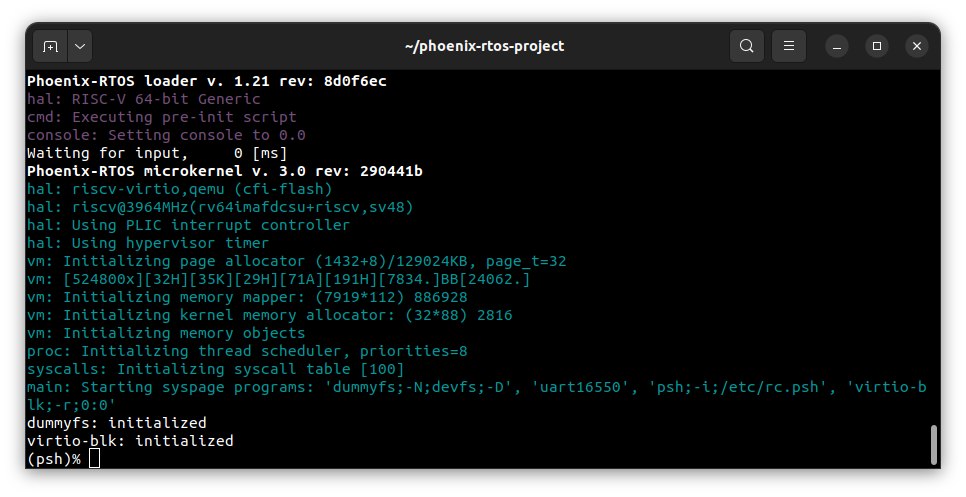 ~/phoenix-rtos-project
Phoenix-RTOS loader v. 1.21 rev: 8d0f6ec
hal: RISC-V 64-bit Generic
cmd: Executing pre-init script
console: Setting console to 0.0
Waiting for input,     0 [ms]
Phoenix-RTOS microkernel v. 3.0 rev: 290441b
hal: riscv-virtio,qemu (cfi-flash)
hal: riscv@3964MHz(rv64imafdcsu+riscv,sv48)
hal: Using PLIC interrupt controller
hal: Using hypervisor timer
vm: Initializing page allocator (1432+8)/129024KB, page_t=32
vm: [524800x][32H][35K][29H][71A][191H][7834.]BB[24062.]
vm: Initializing memory mapper: (7919*112) 886928
vm: Initializing kernel memory allocator: (32*88) 2816
vm: Initializing memory objects
proc: Initializing thread scheduler, priorities=8
syscalls: Initializing syscall table [100]
main: Starting syspage programs: 'dummyfs;-N;devfs;-D', 'uart16550', 'psh;-i;/etc/rc.psh', 'virtio-b
lk;-r;0:0'
dummyfs: initialized
virtio-blk: initialized
(psh)%